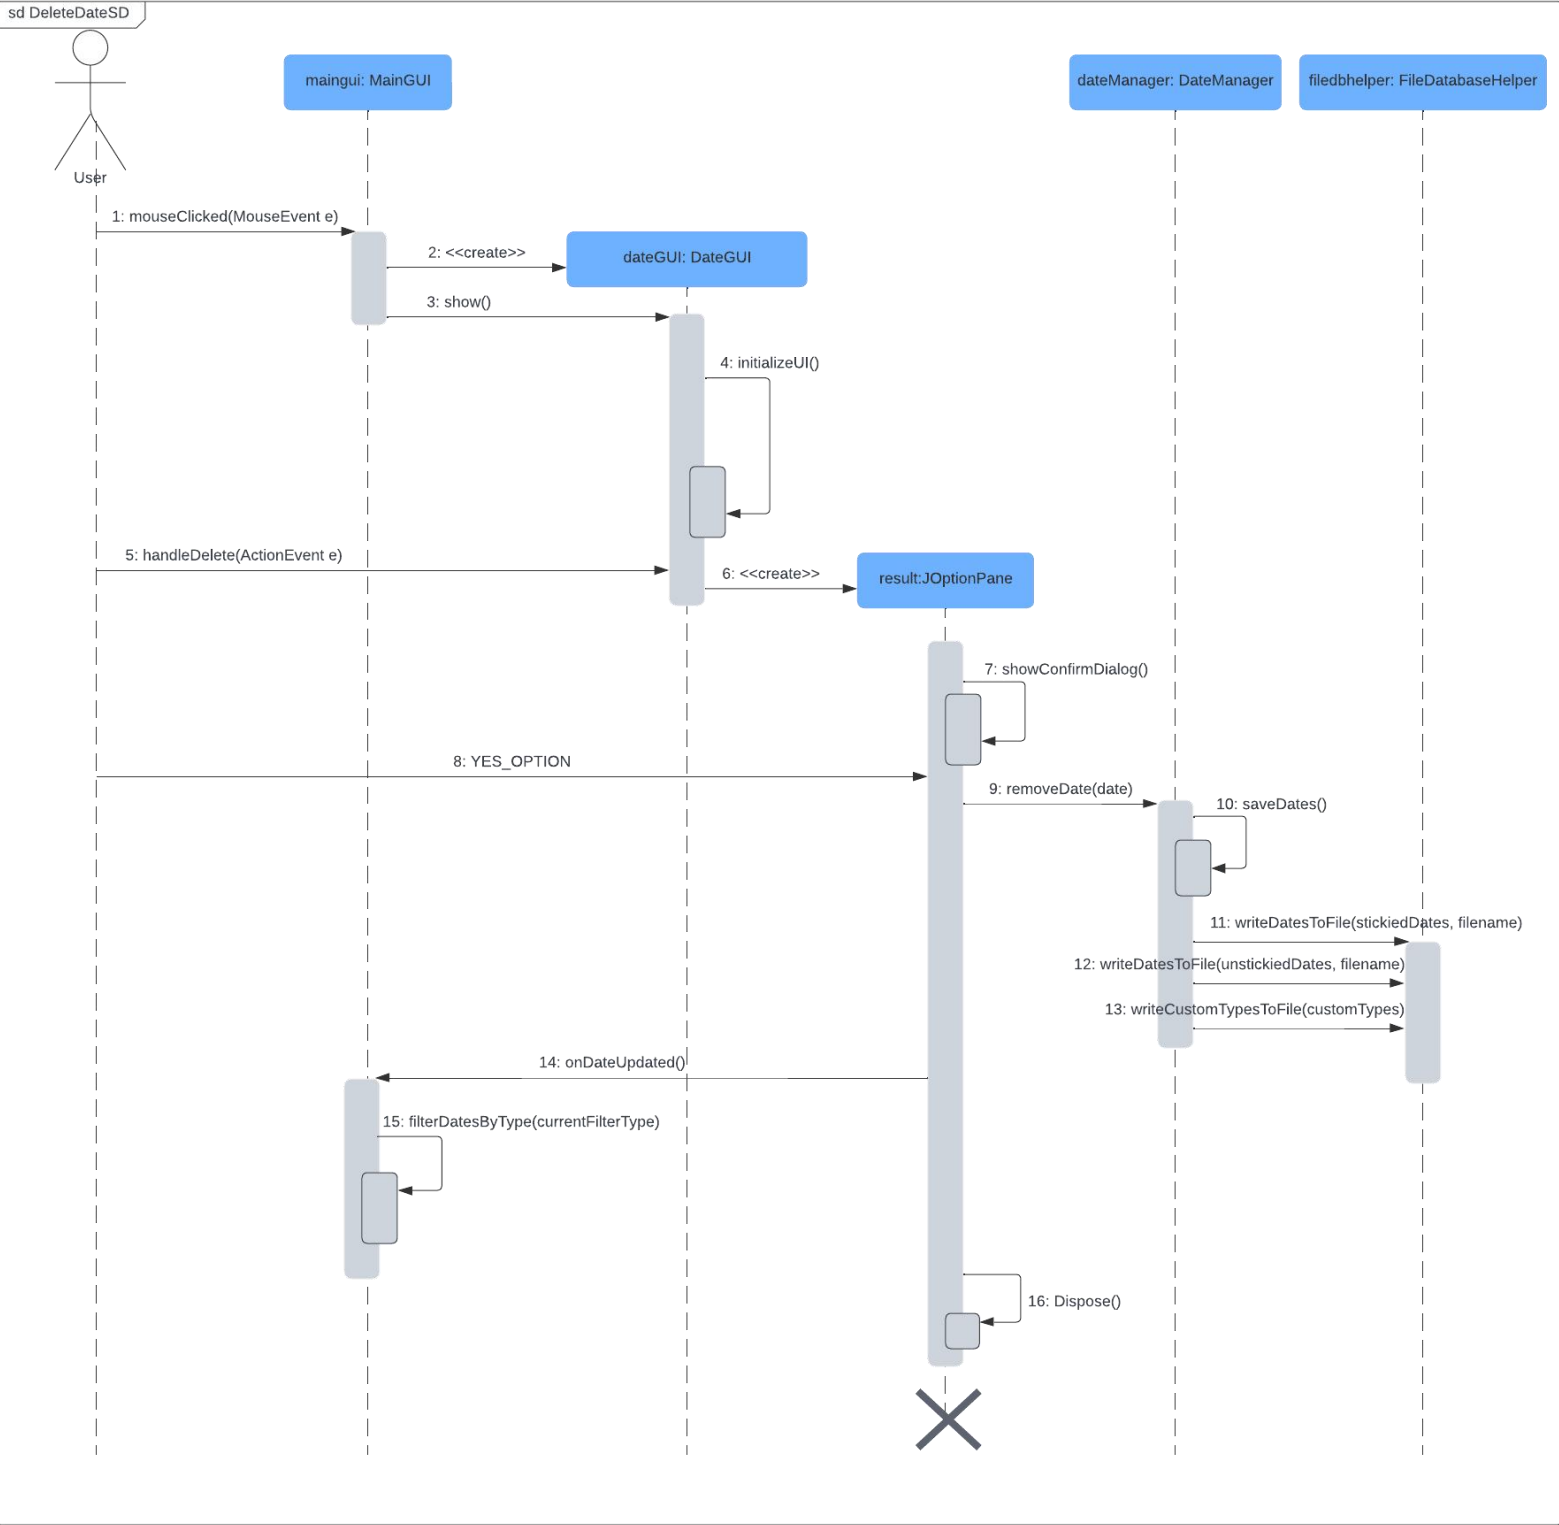 sd DeleteDateSD
maingui: MainGUI
dateManager: DateManager
filedbhelper: FileDatabaseHelper
User
1: mouseClicked(MouseEvent e)
2: <<create>>
dateGUI: DateGUI
3: show()
4: initializeUI()
5: handleDelete(ActionEvent e)
6: <<create>>
result:JOptionPane
7: showConfirmDialog()
8: YES_OPTION
9: removeDate(date)
10: saveDates()
11: writeDatesToFile(stickiedDates, filename)
12: writeDatesToFile(unstickiedDates, filename)
13: writeCustomTypesToFile(customTypes)
14: onDateUpdated()
15: filterDatesByType(currentFilterType)
16: Dispose()